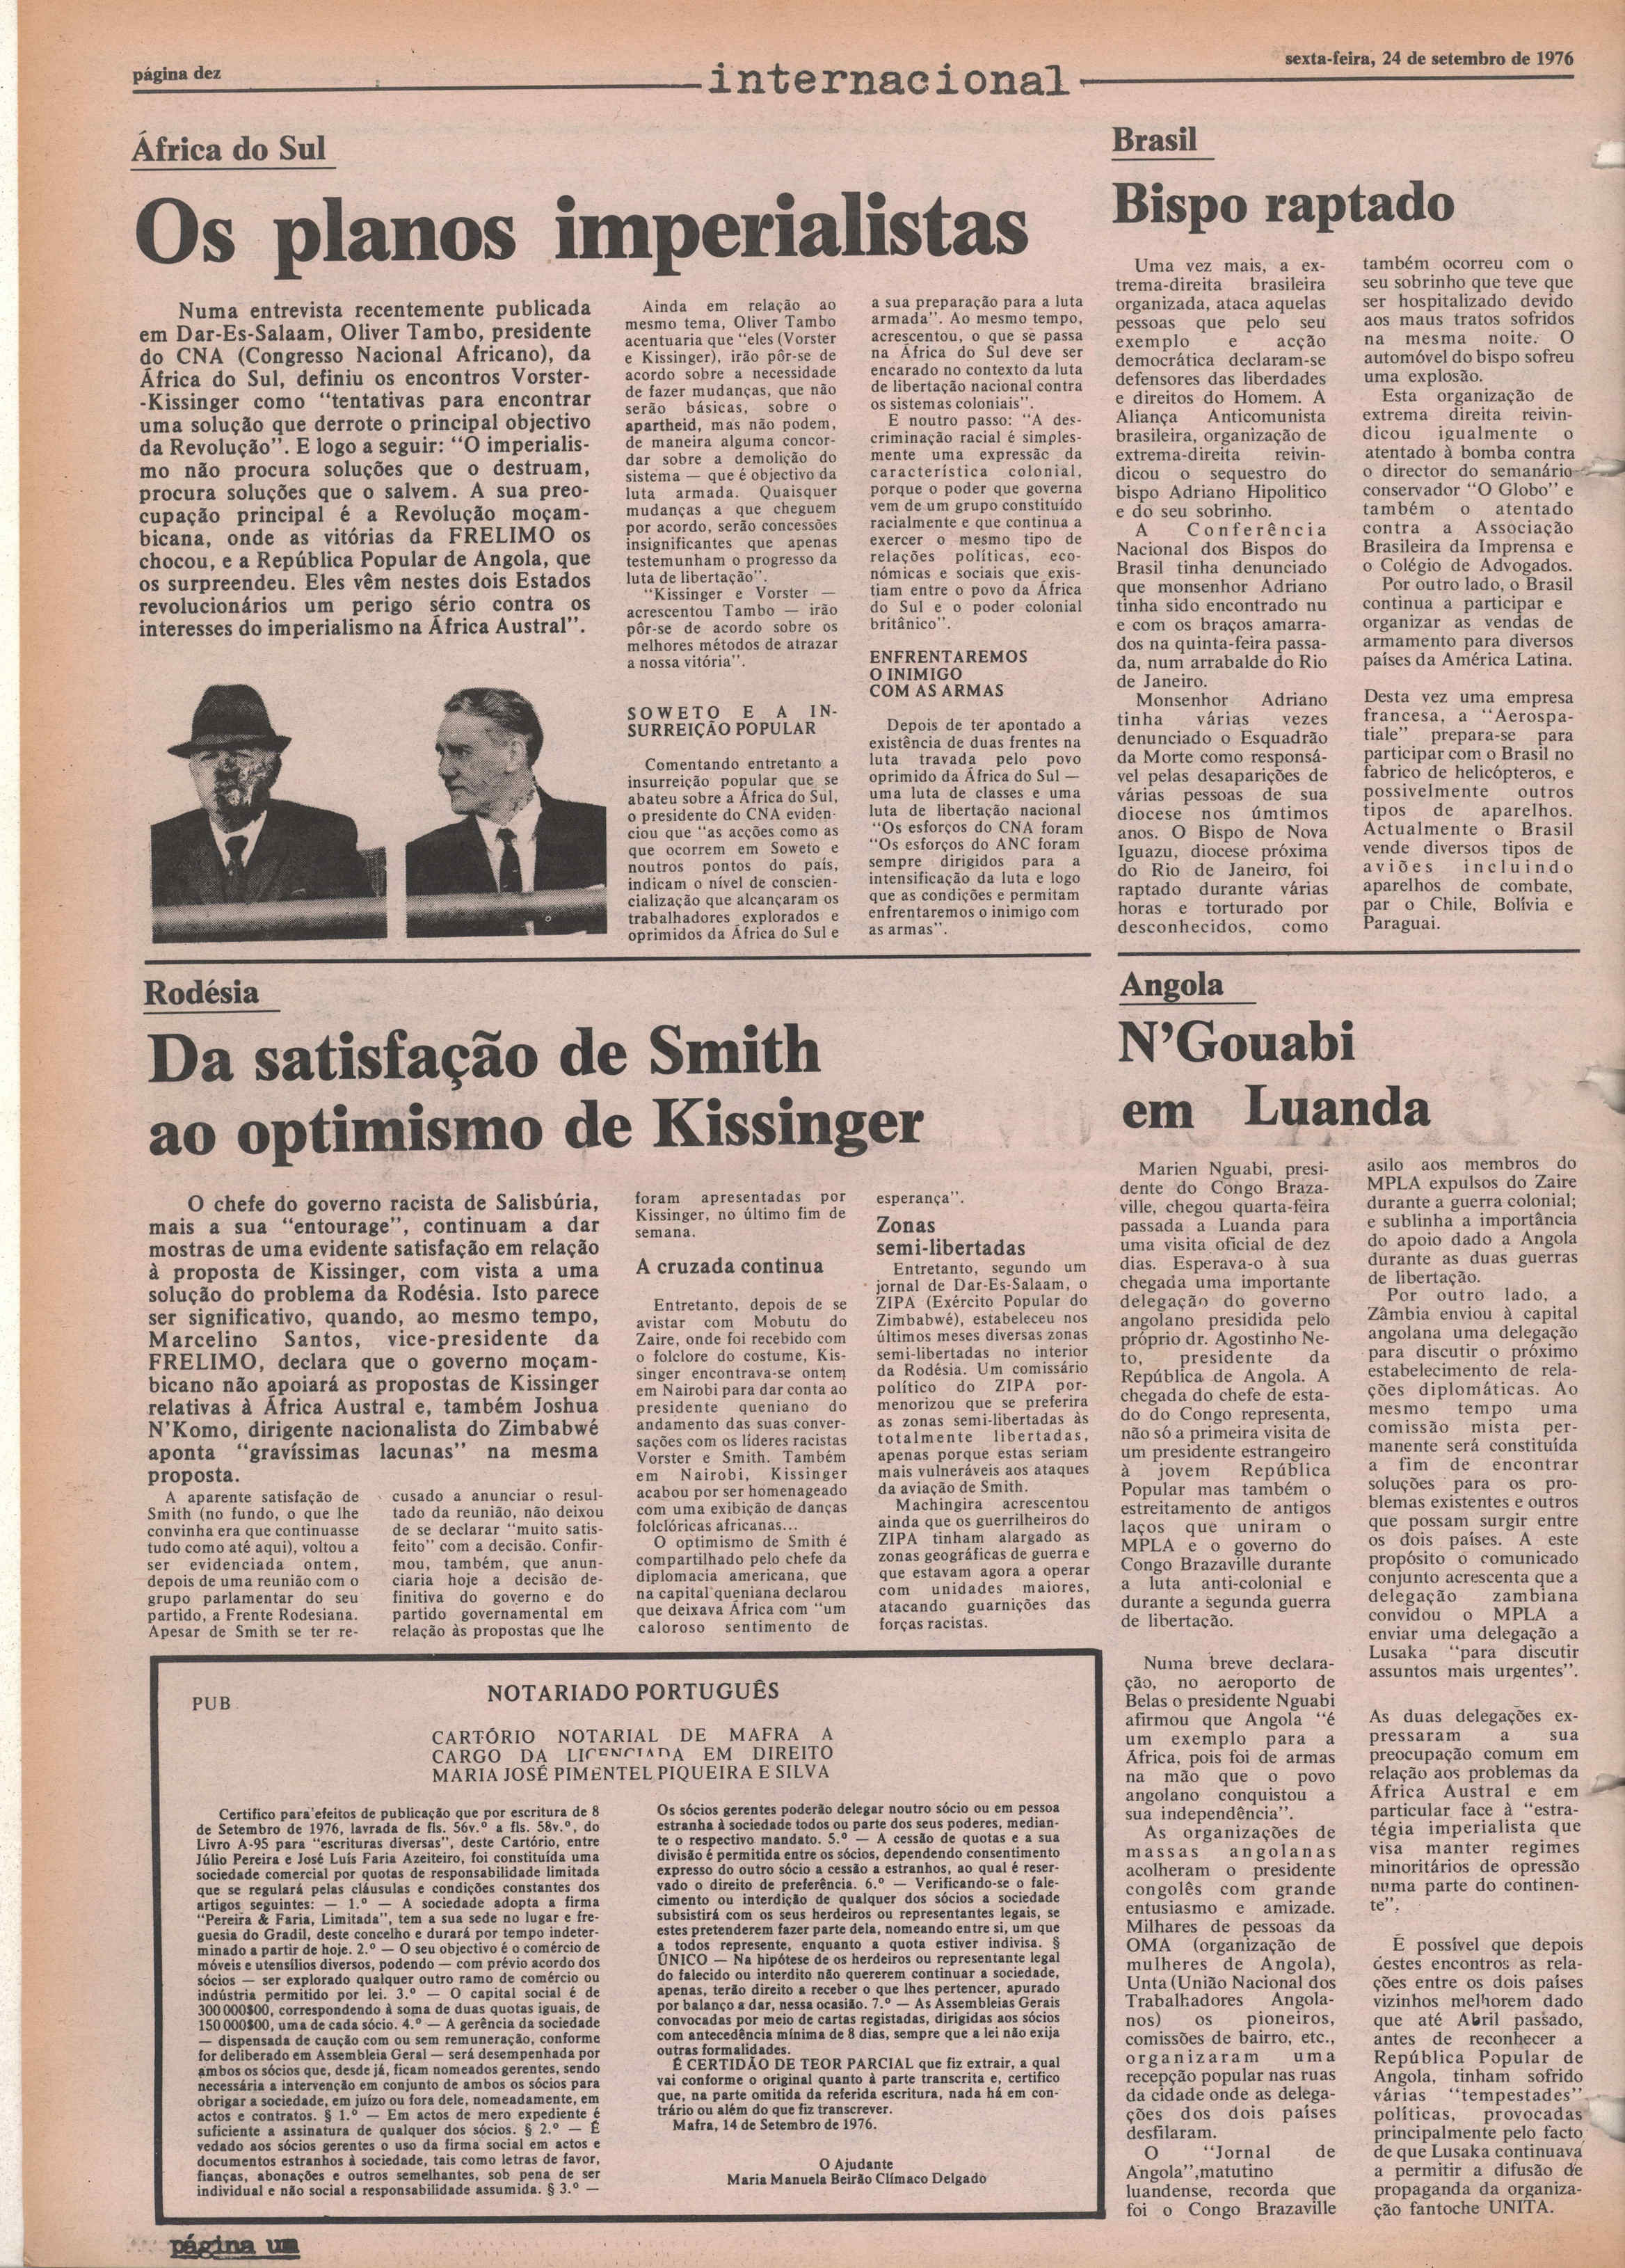 página dez
internacional
sexta-feira, 24 de setembro de 1976
África do Sul
Os planos imperialistas
Numa entrevista recentemente publicada
em Dar-Es-Salaam, Oliver Tambo, presidente
do CNA (Congresso Nacional Africano), da
África do Sul, definiu os encontros Vorster-
-Kissinger como "tentativas para encontrar
uma solução que derrote o principal objectivo
da Revolução". E logo a seguir: "O imperialis-
mo não procura soluções que o destruam,
procura soluções que o salvem. A sua preo-
cupação principal é a Revolução moçam-
bicana, onde as vitórias da FRELIMO os
chocou, e a República Popular de Angola, que
os surpreendeu. Eles vêm nestes dois Estados
revolucionários um perigo sério contra os
interesses do imperialismo na África Austral".
Ainda em relação ao
mesmo tema, Oliver Tambo
acentuaria que "eles (Vorster
e Kissinger), irão pôr-se de
acordo sobre a necessidade
de fazer mudanças, que não
serão básicas, sobre o
apartheid, mas não podem,
de maneira alguma concor-
dar sobre a demolição do
sistema — que é objectivo da
luta armada. Quaisquer
mudanças a que cheguem
por acordo, serão concessões
insignificantes que apenas
testemunham o progresso da
luta de libertação".
"Kissinger e Vorster —
acrescentou Tambo — irão
pôr-se de acordo sobre os
melhores métodos de atrazar
a nossa vitória".
SOWETO E A IN-
SURREIÇÃO POPULAR
Comentando entretanto a
insurreição popular que se
abateu sobre a África do Sul,
o presidente do CNA eviden-
ciou que "as acções como as
que ocorrem em Soweto e
noutros pontos do país,
indicam o nível de conscien-
cialização que alcançaram os
trabalhadores explorados e
oprimidos da África do Sul e
a sua preparação para a luta
armada". Ao mesmo tempo,
acrescentou, o que se passa
na África do Sul deve ser
encarado no contexto da luta
de libertação nacional contra
os sistemas coloniais".
E noutro passo: "A des-
criminação racial é simples-
mente uma expressão da
característica colonial,
porque o poder que governa
vem de um grupo constituído
racialmente e que continua a
exercer o mesmo tipo de
relações políticas, eco-
nómicas e sociais que exis-
tiam entre o povo da África
do Sul e o poder colonial
britânico".
ENFRENTAREMOS
O INIMIGO
COM AS ARMAS
Depois de ter apontado a
existência de duas frentes na
luta travada pelo povo
oprimido da África do Sul —
uma luta de classes e uma
luta de libertação nacional
"Os esforços do CNA foram
"Os esforços do ANC foram
sempre dirigidos para a
intensificação da luta e logo
que as condições e permitam
enfrentaremos o inimigo com
as armas".
Brasil
Bispo raptado
Uma vez mais, a ex-
trema-direita brasileira
organizada, ataca aquelas
pessoas que pelo seu
exemplo e acção
democrática declaram-se
defensores das liberdades
e direitos do Homem. A
Aliança Anticomunista
brasileira, organização de
extrema-direita reivin-
dicou o sequestro do
bispo Adriano Hipolitico
e do seu sobrinho.
A Conferência
Nacional dos Bispos do
Brasil tinha denunciado
que monsenhor Adriano
tinha sido encontrado nu
e com os braços amarra-
dos na quinta-feira passa-
da, num arrabalde do Rio
de Janeiro.
Monsenhor Adriano
tinha várias vezes
denunciado o Esquadrão
da Morte como responsá-
vel pelas desaparições de
várias pessoas de sua
diocese nos úmtimos
anos. O Bispo de Nova
Iguazu, diocese próxima
do Rio de Janeiro, foi
raptado durante várias
horas e torturado por
desconhecidos, como
também ocorreu com o
seu sobrinho que teve que
ser hospitalizado devido
aos maus tratos sofridos
na mesma noite. O
automóvel do bispo sofreu
uma explosão.
Esta organização de
extrema direita reivin-
dicou igualmente o
atentado à bomba contra
o director do semanário
conservador "O Globo" e
também o atentado
contra a Associação
Brasileira da Imprensa e
o Colégio de Advogados.
Por outro lado, o Brasil
continua a participar e
organizar as vendas de
armamento para diversos
países da América Latina.
Desta vez uma empresa
francesa, a "Aerospa-
tiale" prepara-se para
participar com o Brasil no
fabrico de helicópteros, e
possivelmente outros
tipos de aparelhos.
Actualmente o Brasil
vende diversos tipos de
aviões incluindo
aparelhos de combate,
par o Chile, Bolívia e
Paraguai.
Rodésia
Da satisfação de Smith
ao optimismo de Kissinger
O chefe do governo racista de Salisbúria,
mais a sua "entourage", continuam a dar
mostras de uma evidente satisfação em relação
à proposta de Kissinger, com vista a uma
solução do problema da Rodésia. Isto parece
ser significativo, quando, ao mesmo tempo,
Marcelino Santos, vice-presidente da
FRELIMO, declara que o governo moçam-
bicano não apoiará as propostas de Kissinger
relativas à África Austral e, também Joshua
N'Komo, dirigente nacionalista do Zimbabwé
aponta "gravíssimas lacunas" na mesma
proposta.
A aparente satisfação de
Smith (no fundo, o que lhe
convinha era que continuasse
tudo como até aqui), voltou a
ser evidenciada ontem,
depois de uma reunião com o
grupo parlamentar do seu
partido, a Frente Rodesiana.
Apesar de Smith se ter re-
cusado a anunciar o resul-
tado da reunião, não deixou
de se declarar "muito satis-
feito" com a decisão. Confir-
mou, também, que anun-
ciaria hoje a decisão de-
finitiva do governo e do
partido governamental em
relação às propostas que lhe
foram apresentadas por
Kissinger, no último fim de
semana.
A cruzada continua
Entretanto, depois de se
avistar com Mobutu do
Zaire, onde foi recebido com
o folclore do costume, Kis-
singer encontrava-se ontem
em Nairobi para dar conta ao
presidente queniano do
andamento das suas conver-
sações com os líderes racistas
Vorster e Smith. Também
em Nairobi, Kissinger
acabou por ser homenageado
com uma exibição de danças
folclóricas africanas...
O optimismo de Smith é
compartilhado pelo chefe da
diplomacia americana, que
na capital queniana declarou
que deixava África com "um
caloroso sentimento de
esperança".
Zonas
semi-libertadas
Entretanto, segundo um
jornal de Dar-Es-Salaam, o
ZIPA (Exército Popular do
Zimbabwé), estabeleceu nos
últimos meses diversas zonas
semi-libertadas no interior
da Rodésia. Um comissário
político do ZIPA por-
menorizou que se preferira
as zonas semi-libertadas às
totalmente libertadas,
apenas porque estas seriam
mais vulneráveis aos ataques
da aviação de Smith.
Machingira acrescentou
ainda que os guerrilheiros do
ZIPA tinham alargado as
zonas geográficas de guerra e
que estavam agora a operar
com unidades maiores,
atacando guarnições das
forças racistas.
Angola
N'Gouabi
em Luanda
Marien Nguabi, presi-
dente do Congo Braza-
ville, chegou quarta-feira
passada a Luanda para
uma visita oficial de dez
dias. Esperava-o à sua
chegada uma importante
delegação do governo
angolano presidida pelo
próprio dr. Agostinho Ne-
to, presidente da
República de Angola. A
chegada do chefe de esta-
do do Congo representa,
não só a primeira visita de
um presidente estrangeiro
à jovem República
Popular mas também o
estreitamento de antigos
laços que uniram o
MPLA e o governo do
Congo Brazaville durante
a luta anti-colonial e
durante a segunda guerra
de libertação.
Numa breve declara-
ção, no aeroporto de
Belas o presidente Nguabi
afirmou que Angola "é
um exemplo para a
África, pois foi de armas
na mão que o povo
angolano conquistou a
sua independência".
As organizações de
massas angolanas
acolheram o presidente
congolês com grande
entusiasmo e amizade.
Milhares de pessoas da
OMA (organização de
mulheres de Angola),
Unta (União Nacional dos
Trabalhadores Angola-
nos) os pioneiros,
comissões de bairro, etc.,
organizaram uma
recepção popular nas ruas
da cidade onde as delega-
ções dos dois países
desfilaram.
O "Jornal de
Angola", matutino
luandense, recorda que
foi o Congo Brazaville
asilo aos membros do
MPLA expulsos do Zaire
durante a guerra colonial;
e sublinha a importância
do apoio dado a Angola
durante as duas guerras
de libertação.
Por outro lado, a
Zâmbia enviou à capital
angolana uma delegação
para discutir o próximo
estabelecimento de rela-
ções diplomáticas. Ao
mesmo tempo uma
comissão mista per-
manente será constituída
a fim de encontrar
soluções para os pro-
blemas existentes e outros
que possam surgir entre
os dois países. A este
propósito o comunicado
conjunto acrescenta que a
delegação zambiana
convidou o MPLA a
enviar uma delegação a
Lusaka "para discutir
assuntos mais urgentes".
As duas delegações ex-
pressaram a sua
preocupação comum em
relação aos problemas da
África Austral e em
particular face à "estra-
tégia imperialista que
visa manter regimes
minoritários de opressão
numa parte do continen-
te".
É possível que depois
destes encontros as rela-
ções entre os dois países
vizinhos melhorem dado
que até Abril passado,
antes de reconhecer a
República Popular de
Angola, tinham sofrido
várias "tempestades"
políticas, provocadas
principalmente pelo facto
de que Lusaka continuava
a permitir a difusão de
propaganda da organiza-
ção fantoche UNITA.
PUB
NOTARIADO PORTUGUÊS
CARTÓRIO NOTARIAL DE MAFRA A
CARGO DA LICENCIADA EM DIREITO
MARIA JOSÉ PIMENTEL PIQUEIRA E SILVA
Certifico para efeitos de publicação que por escritura de 8
de Setembro de 1976, lavrada de fls. 56v.º a fls. 58v.º, do
Livro A-95 para "escrituras diversas", deste Cartório, entre
Júlio Pereira e José Luís Faria Azeiteiro, foi constituída uma
sociedade comercial por quotas de responsabilidade limitada
que se regulará pelas cláusulas e condições constantes dos
artigos seguintes: — 1.º — A sociedade adopta a firma
"Pereira & Faria, Limitada", tem a sua sede no lugar e fre-
guesia do Gradil, deste concelho e durará por tempo indeter-
minado a partir de hoje. 2.º — O seu objectivo é o comércio de
móveis e utensílios diversos, podendo — com prévio acordo dos
sócios — ser explorado qualquer outro ramo de comércio ou
indústria permitido por lei. 3.º — O capital social é de
300 000$00, correspondendo à soma de duas quotas iguais, de
150 000$00, uma de cada sócio. 4.º — A gerência da sociedade
— dispensada de caução com ou sem remuneração, conforme
for deliberado em Assembleia Geral — será desempenhada por
ambos os sócios que, desde já, ficam nomeados gerentes, sendo
necessária a intervenção em conjunto de ambos os sócios para
obrigar a sociedade, em juízo ou fora dele, nomeadamente, em
actos e contratos. § 1.º — Em actos de mero expediente é
suficiente a assinatura de qualquer dos sócios. § 2.º — É
vedado aos sócios gerentes o uso da firma social em actos e
documentos estranhos à sociedade, tais como letras de favor,
fianças, abonações e outros semelhantes, sob pena de ser
individual e não social a responsabilidade assumida. § 3.º —
Os sócios gerentes poderão delegar noutro sócio ou em pessoa
estranha à sociedade todos ou parte dos seus poderes, median-
te o respectivo mandato. 5.º — A cessão de quotas e a sua
divisão é permitida entre os sócios, dependendo consentimento
expresso do outro sócio a cessão a estranhos, ao qual é reser-
vado o direito de preferência. 6.º — Verificando-se o fale-
cimento ou interdição de qualquer dos sócios a sociedade
subsistirá com os seus herdeiros ou representantes legais, se
estes pretenderem fazer parte dela, nomeando entre si, um que
a todos represente, enquanto a quota estiver indivisa. §
ÚNICO — Na hipótese de os herdeiros ou representante legal
do falecido ou interdito não quererem continuar a sociedade,
apenas, terão direito a receber o que lhes pertencer, apurado
por balanço a dar, nessa ocasião. 7.º — As Assembleias Gerais
convocadas por meio de cartas registadas, dirigidas aos sócios
com antecedência mínima de 8 dias, sempre que a lei não exija
outras formalidades.
É CERTIDÃO DE TEOR PARCIAL que fiz extrair, a qual
vai conforme o original quanto à parte transcrita e, certifico
que, na parte omitida da referida escritura, nada há em con-
trário ou além do que fiz transcrever.
Mafra, 14 de Setembro de 1976.
O Ajudante
Maria Manuela Beirão Clímaco Delgado
página um